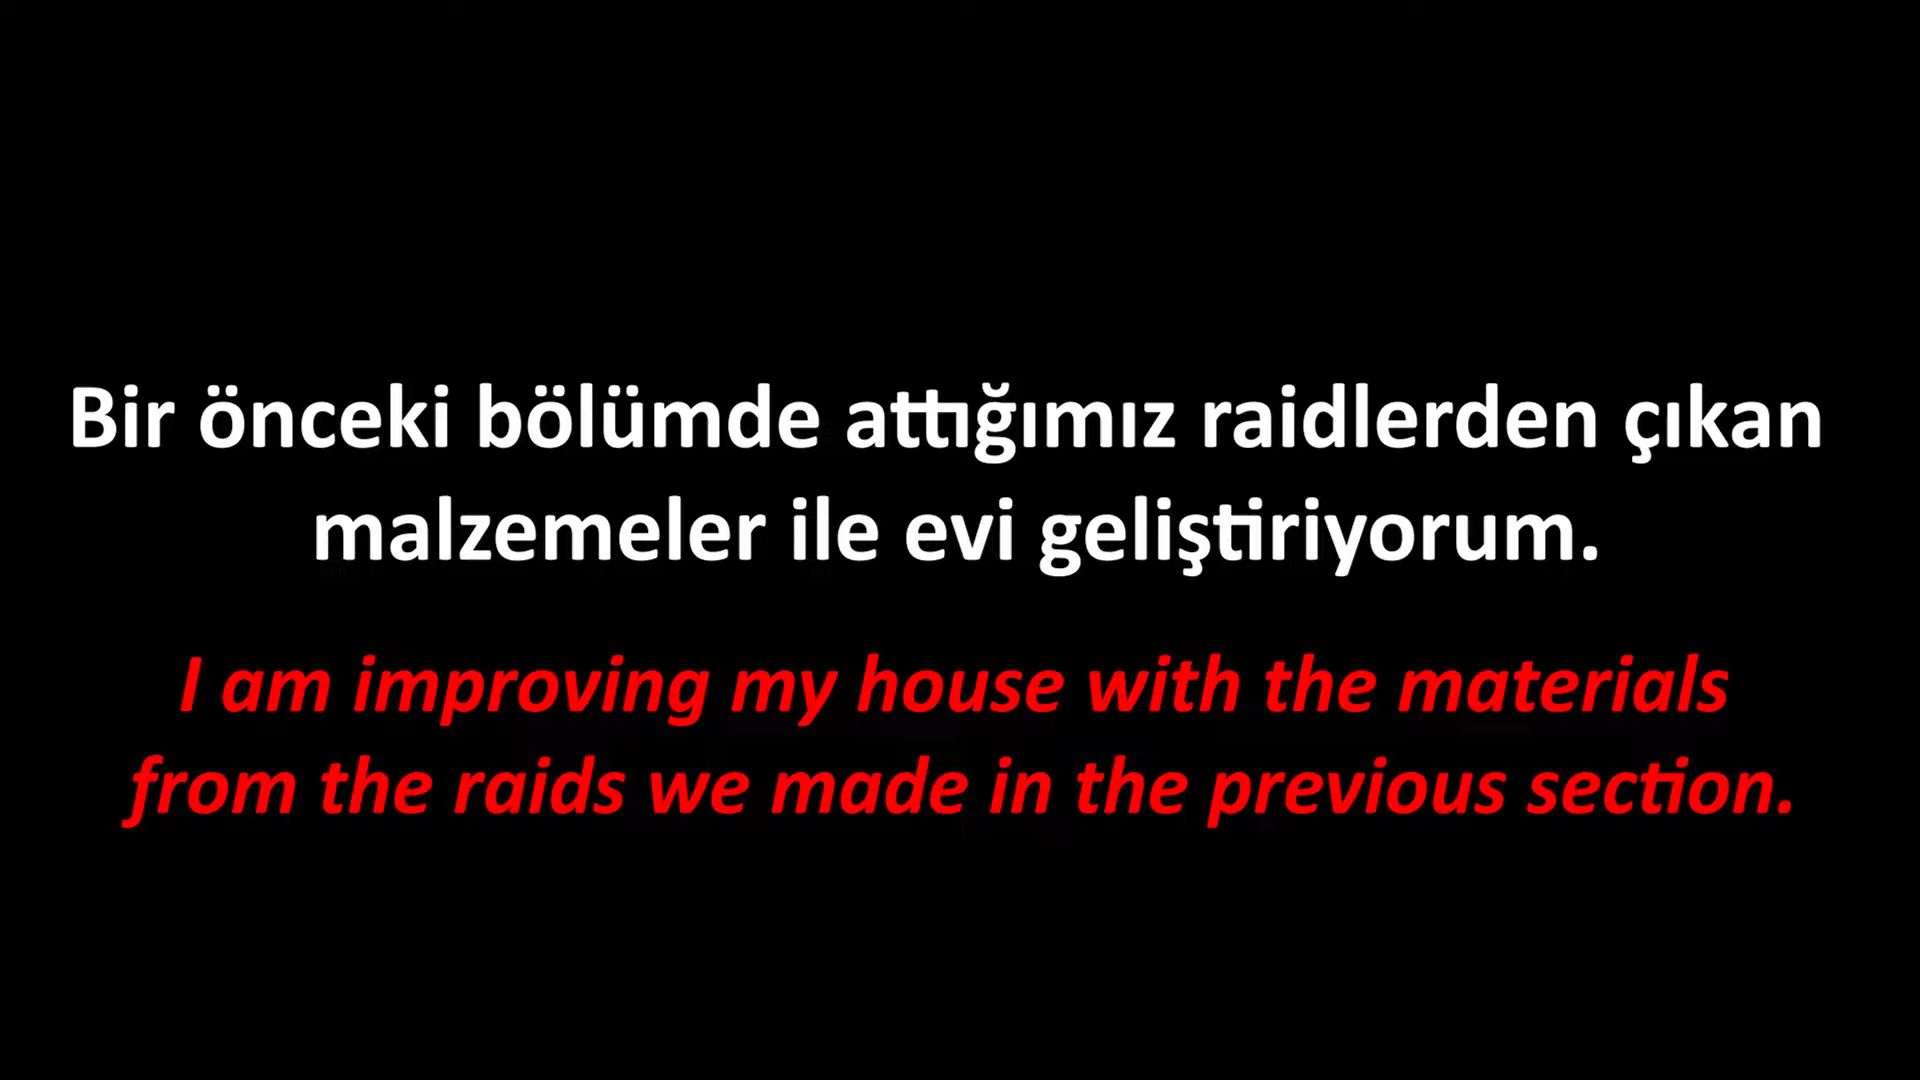 Bir önceki bölümde attığımız raidlerden çıkan
malzemeler ile evi geliştiriyorum.
I am improving my house with the materials
from the raids we made in the previous section.